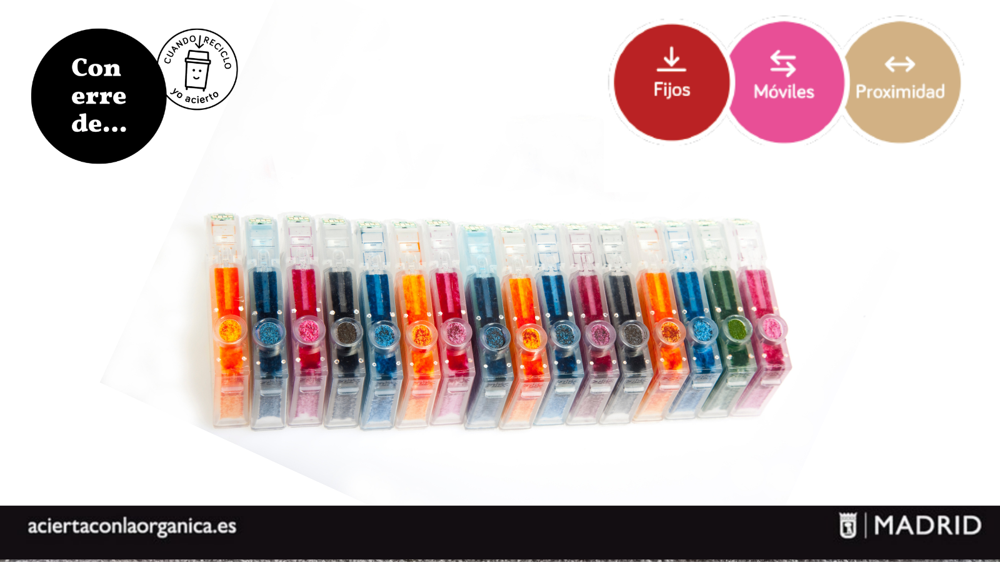 Con
erre
de...
CUANDO RECICLO
yo acierto
Fijos
Móviles
Proximidad
aciertaconlaorganica.es
MADRID